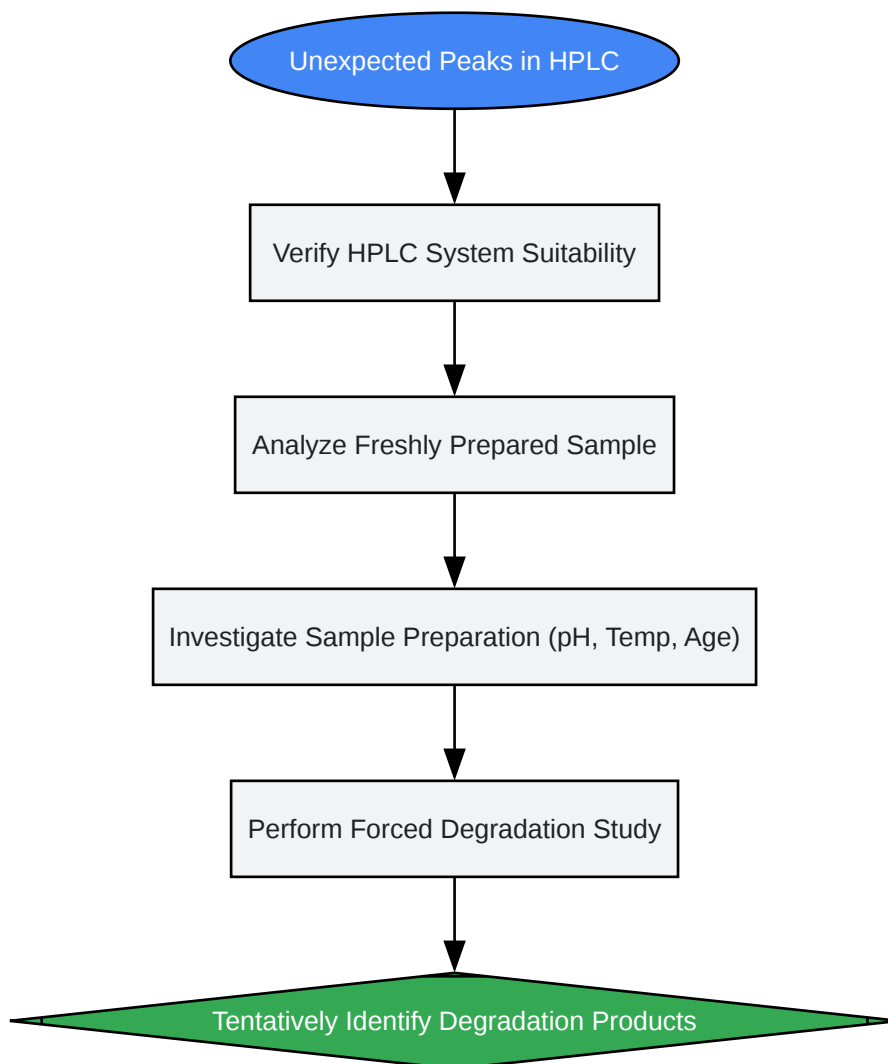 Unexpected Peaks in HPLC
Verify HPLC System Suitability
Analyze Freshly Prepared Sample
Investigate Sample Preparation (pH, Temp, Age)
Perform Forced Degradation Study
Tentatively Identify Degradation Products